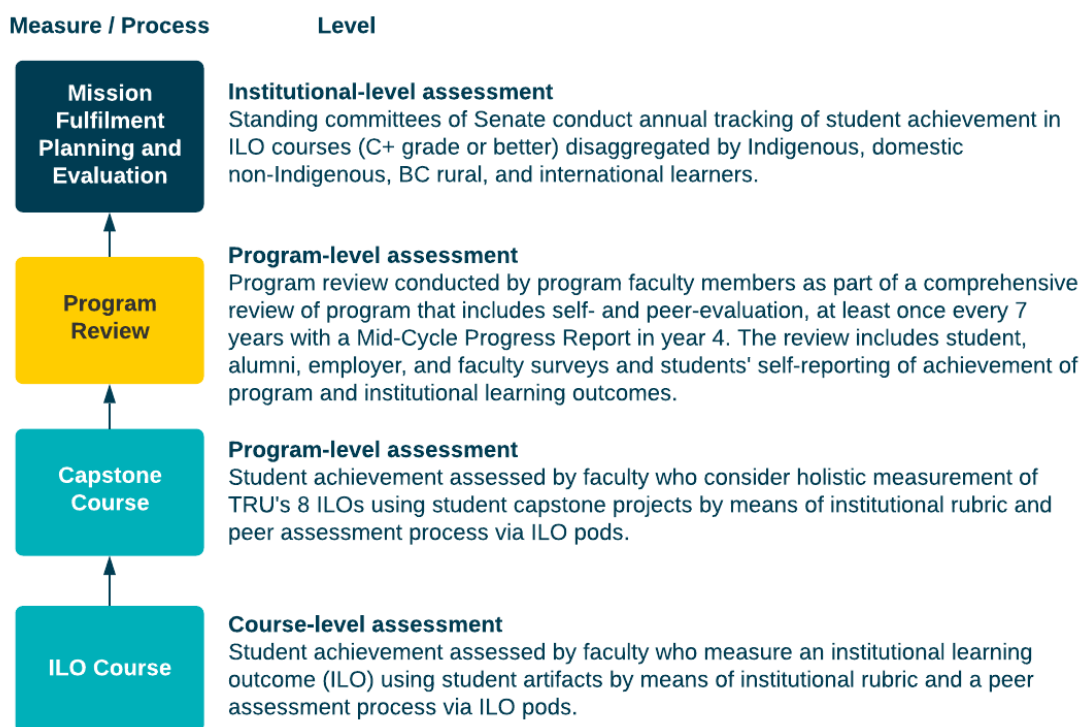 Measure / Process
Level
Mission
Fulfilment
Planning and
Evaluation
Institutional-level assessment
Standing committees of Senate conduct annual tracking of student achievement in
ILO courses (C+ grade or better) disaggregated by Indigenous, domestic
non-Indigenous, BC rural, and international learners.
Program
Review
Program-level assessment
Program review conducted by program faculty members as part of a comprehensive
review of program that includes self- and peer-evaluation, at least once every 7
years with a Mid-Cycle Progress Report in year 4. The review includes student,
alumni, employer, and faculty surveys and students' self-reporting of achievement of
program and institutional learning outcomes.
Capstone
Course
Program-level assessment
Student achievement assessed by faculty who consider holistic measurement of
TRU's 8 ILOs using student capstone projects by means of institutional rubric and
peer assessment process via ILO pods.
ILO Course
Course-level assessment
Student achievement assessed by faculty who measure an institutional learning
outcome (ILO) using student artifacts by means of institutional rubric and a peer
assessment process via ILO pods.